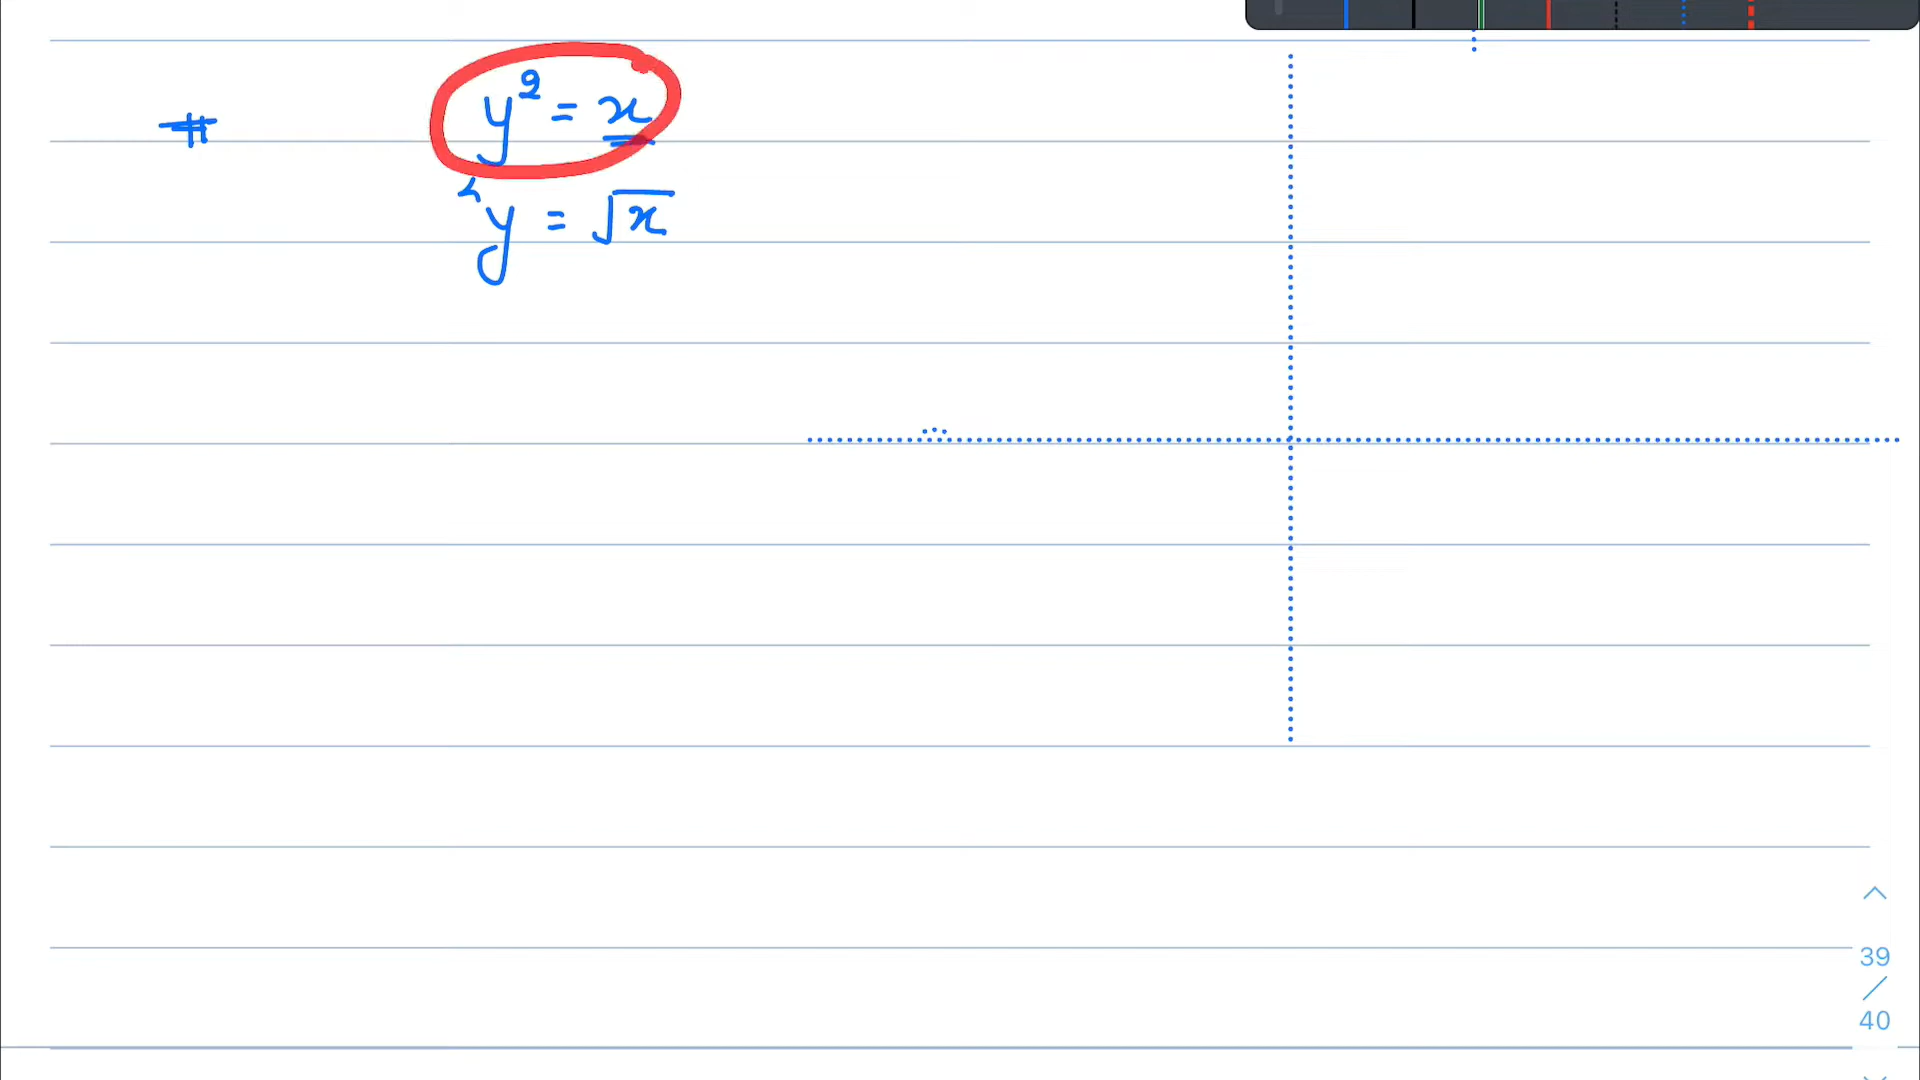 # y² = x
y = √x
39
/
40